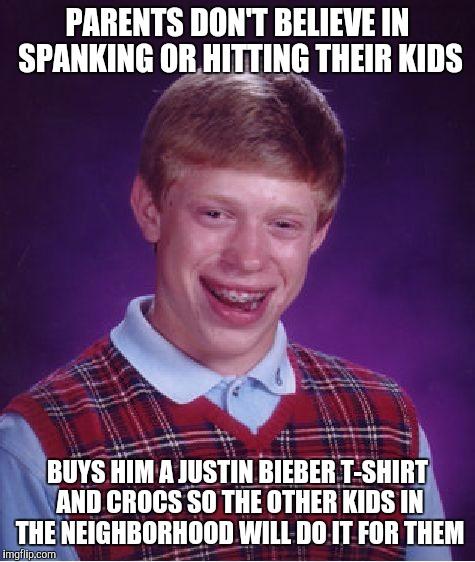 PARENTS DON'T BELIEVE IN
SPANKING OR HITTING THEIR KIDS
BUYS HIM A JUSTIN BIEBER T-SHIRT
AND CROCS SO THE OTHER KIDS IN
THE NEIGHBORHOOD WILL DO IT FOR THEM
imgflip.com